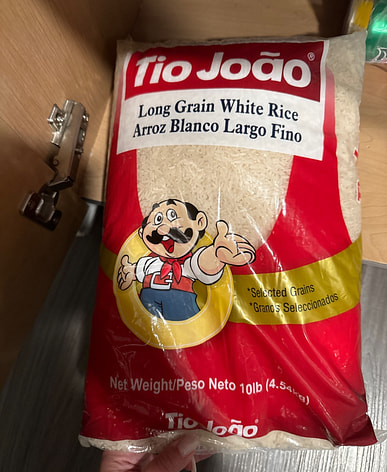 Tio João®
Long Grain White Rice
Arroz Blanco Largo Fino
*Selected Grains
*Granos Seleccionados
Net Weight/Peso Neto 10lb
Tio João